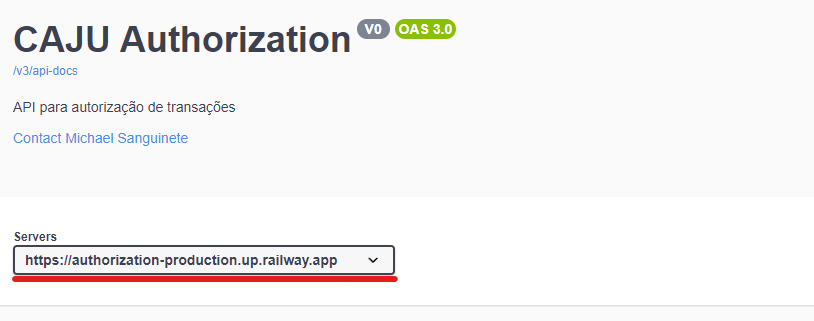 CAJU Authorization V0 OAS 3.0
/v3/api-docs
API para autorização de transações
Contact Michael Sanguinete
Servers
https://authorization-production.up.railway.app